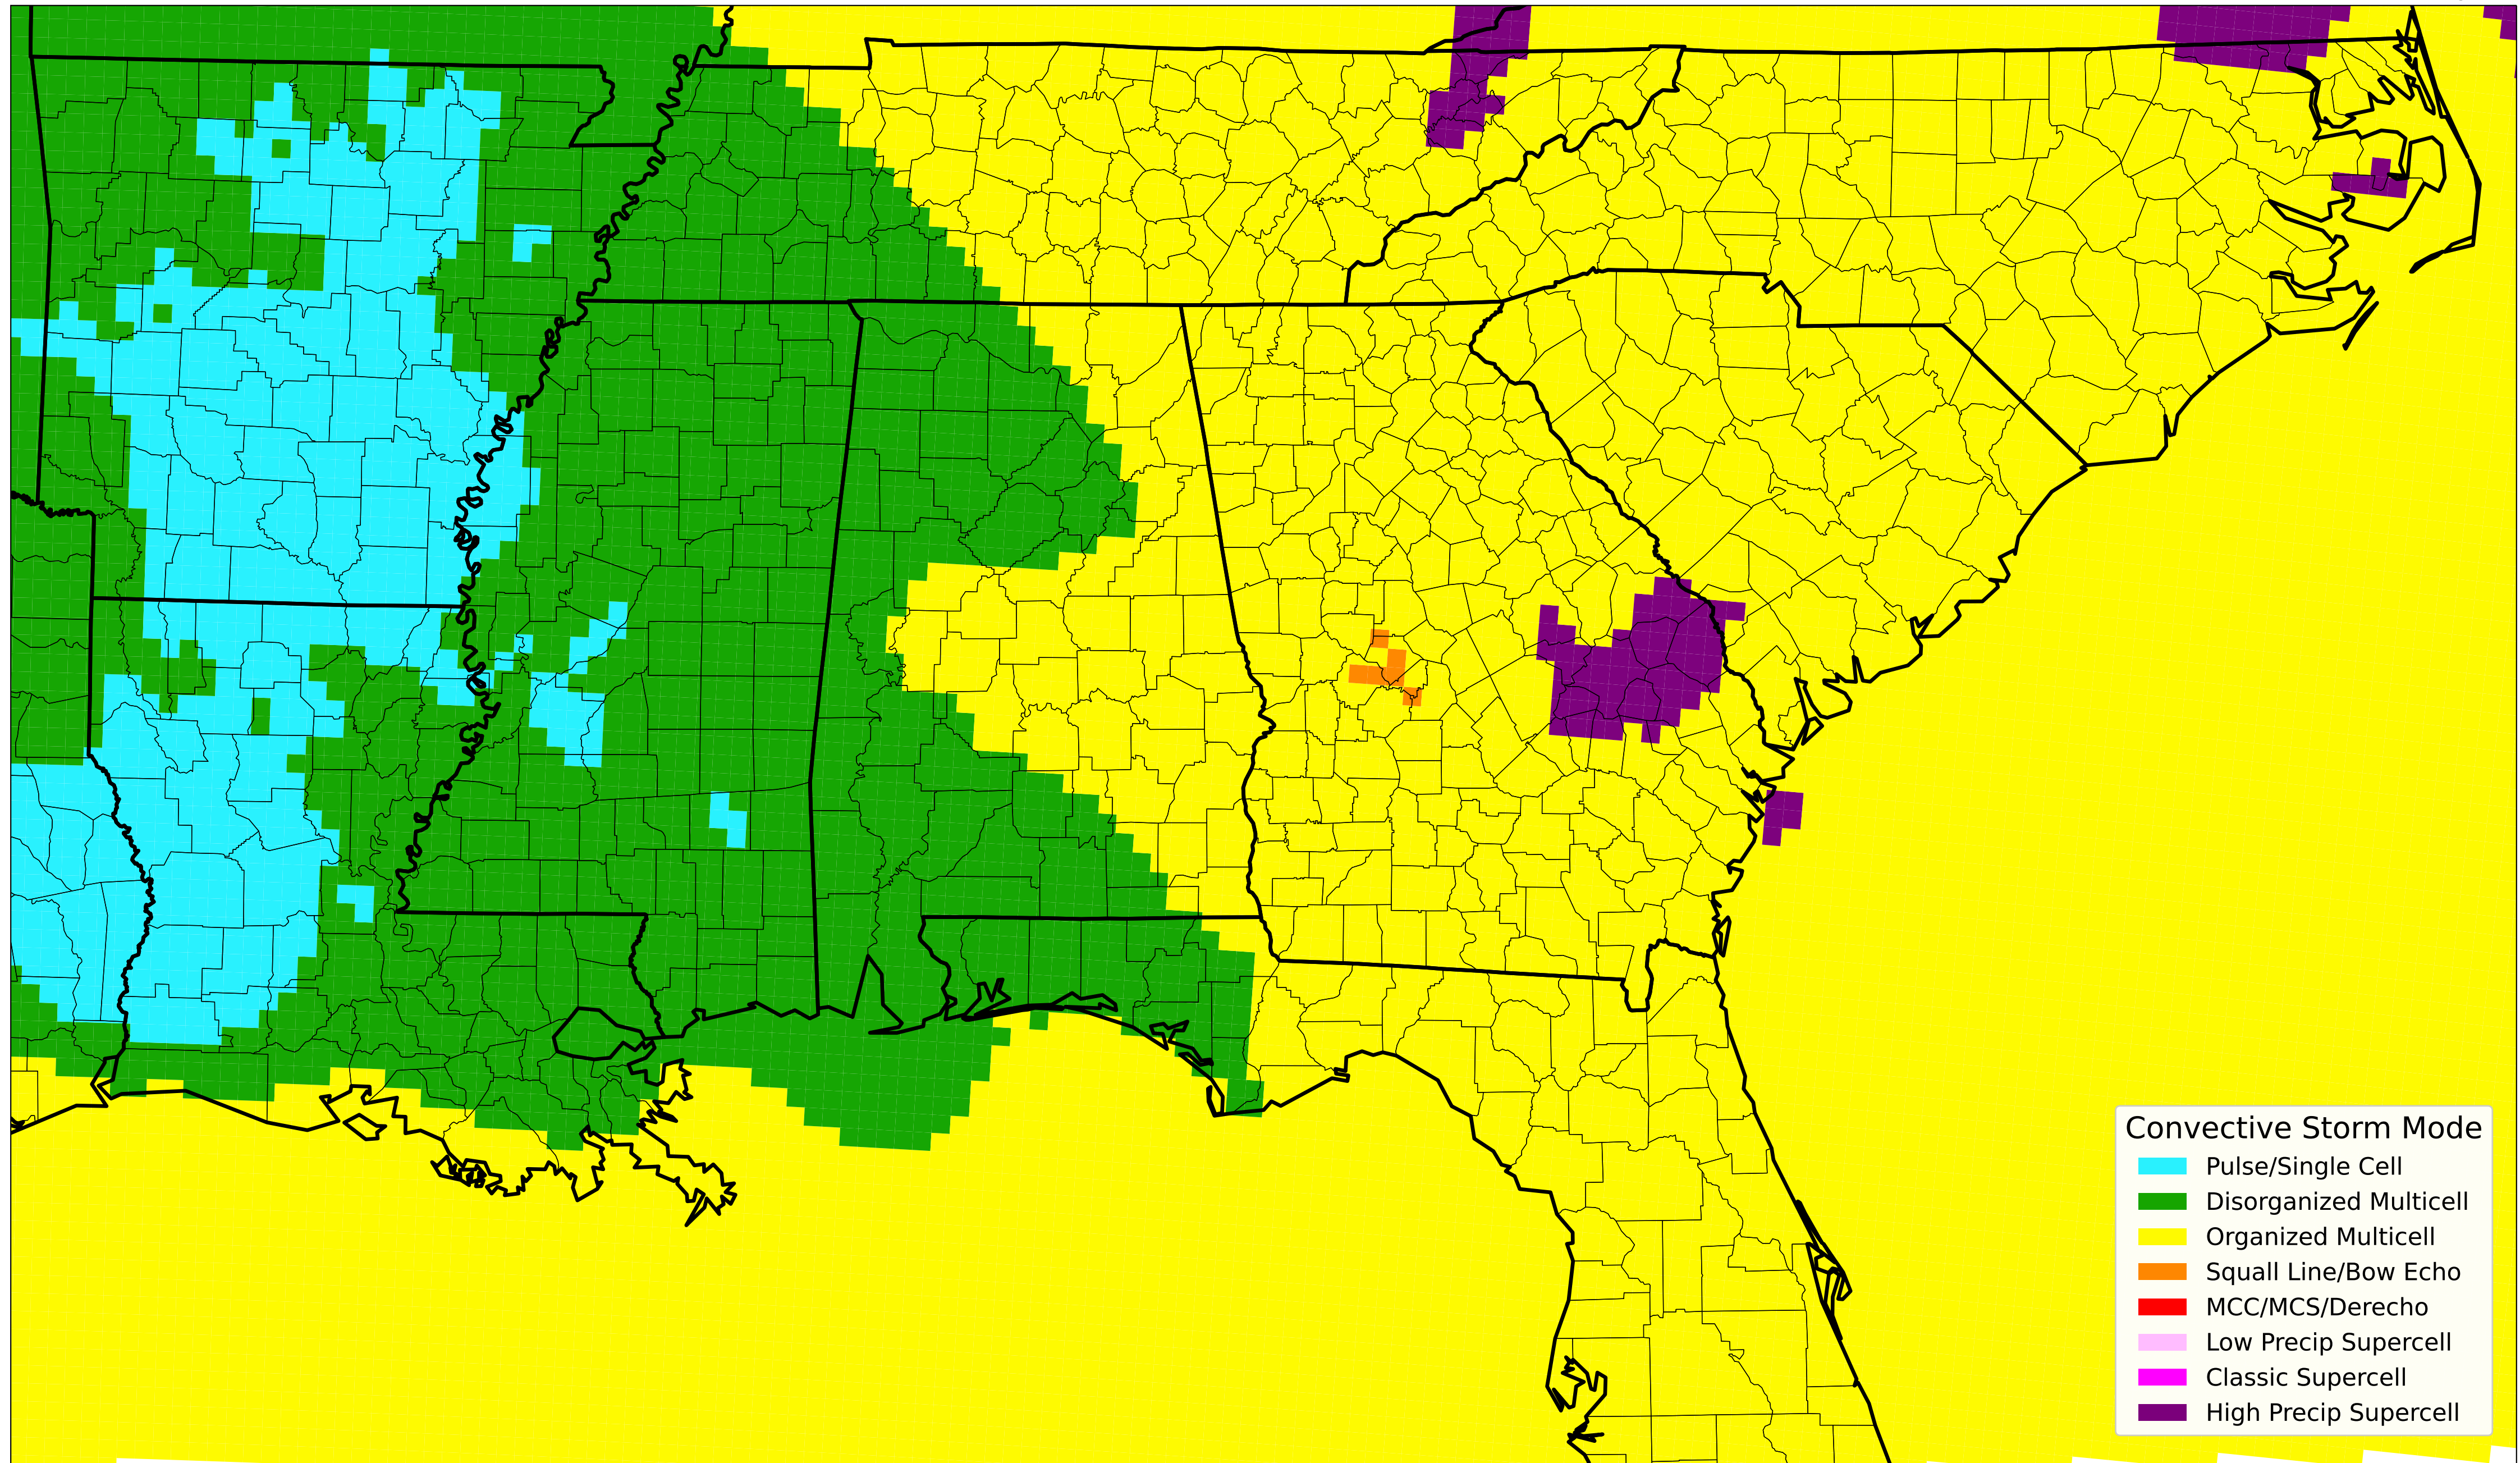 Convective Storm Mode
Pulse/Single Cell
Disorganized Multicell
Organized Multicell
Squall Line/Bow Echo
MCC/MCS/Derecho
Low Precip Supercell
Classic Supercell
High Precip Supercell